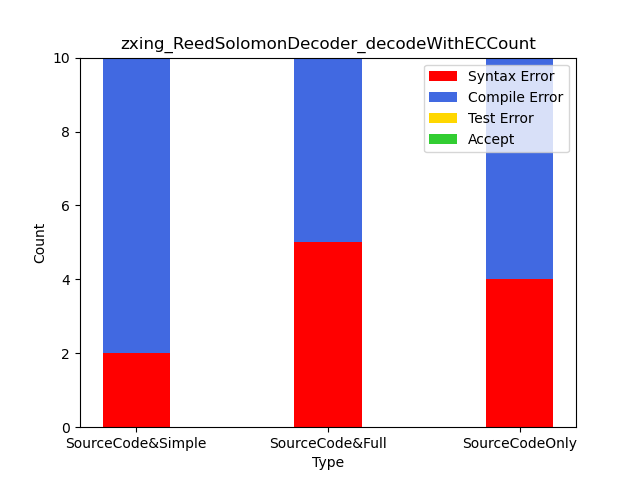 zxing_ReedSolomonDecoder_decodeWithECCount
Syntax Error
Compile Error
Test Error
Accept
10
8
6
4
2
0
Count
SourceCode&Simple
SourceCode&Full
SourceCodeOnly
Type